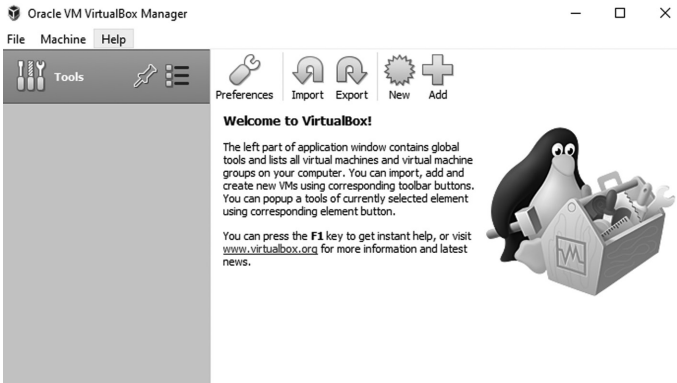 Oracle VM VirtualBox Manager
File Machine Help
Tools
Preferences Import Export New Add
Welcome to VirtualBox!
The left part of application window contains global
tools and lists all virtual machines and virtual machine
groups on your computer. You can import, add and
create new VMs using corresponding toolbar buttons.
You can popup a tools of currently selected element
using corresponding element button.
You can press the F1 key to get instant help, or visit
www.virtualbox.org for more information and latest
news.